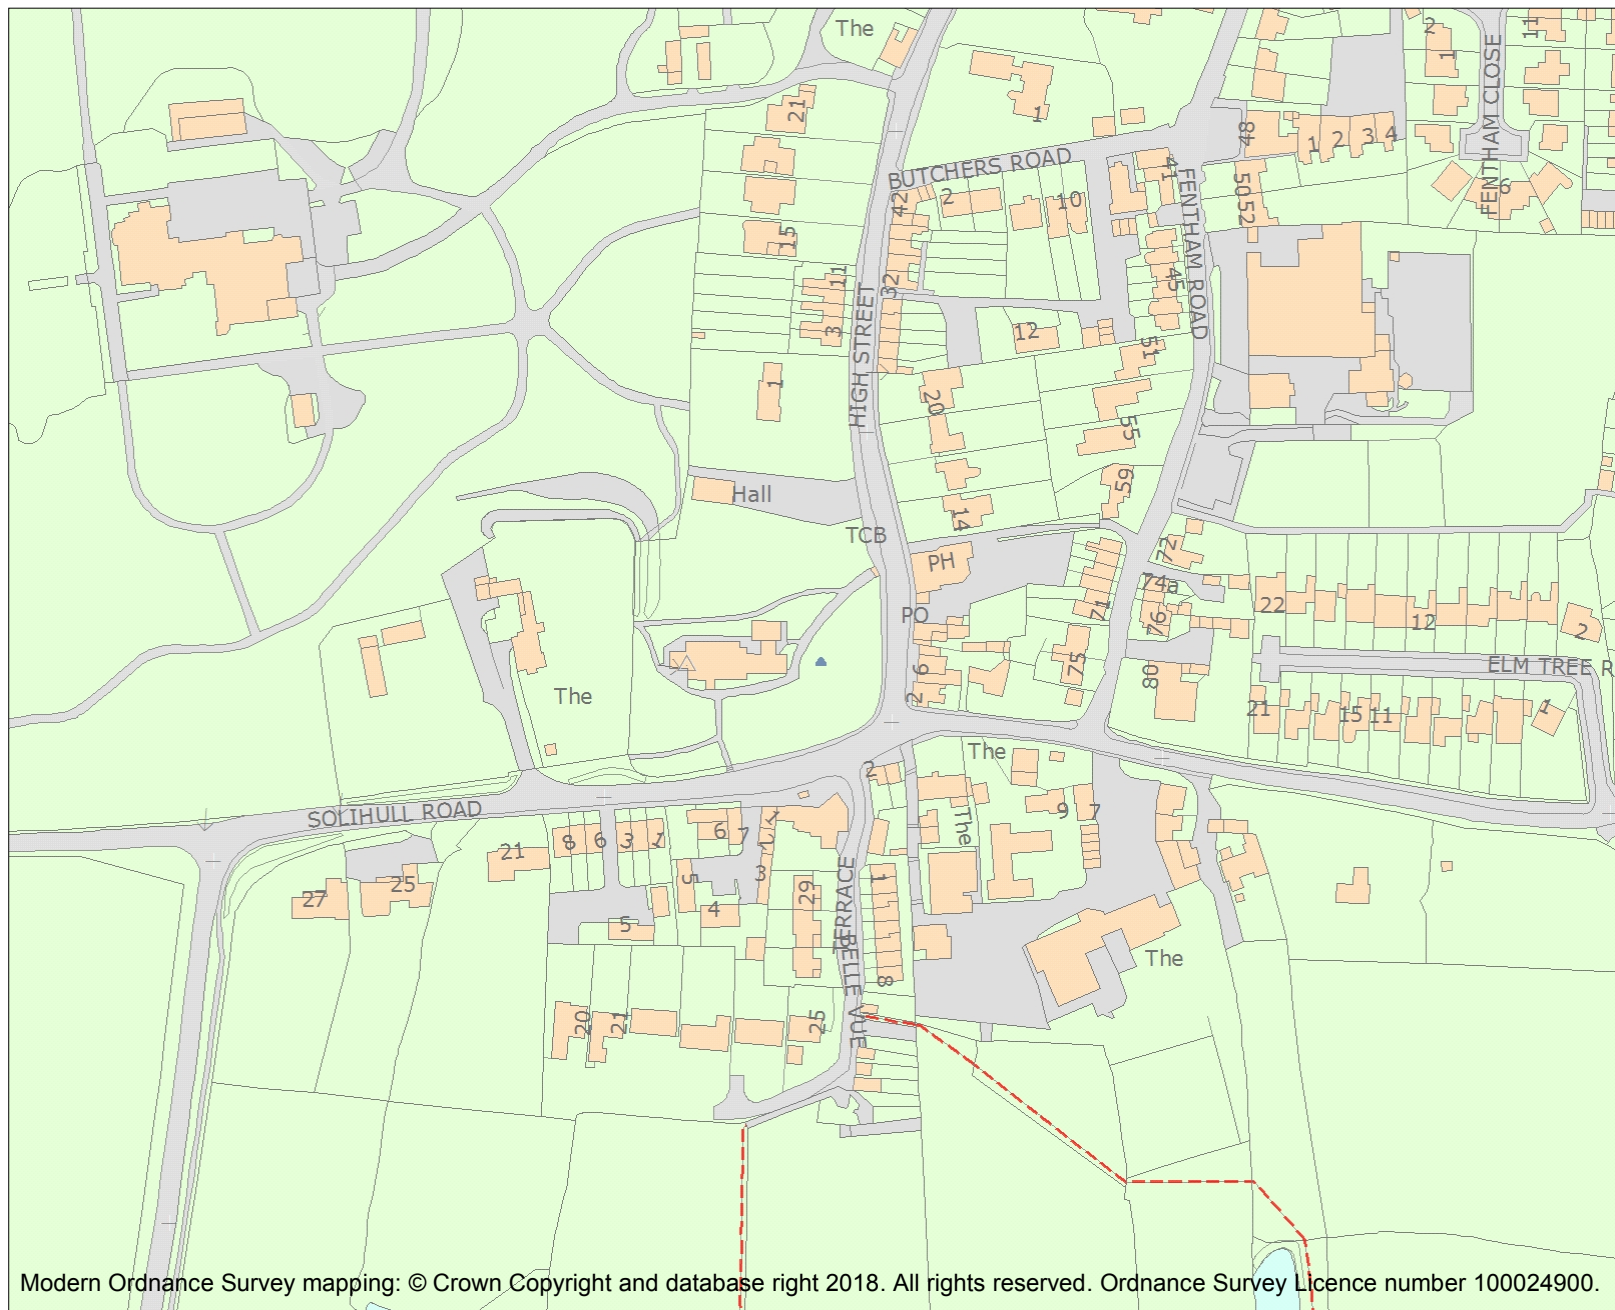 The
2
1
11
FENTHAM CLOSE
21
1
48
1 2 3 4
BUTCHERS ROAD
41
FENTHAM ROAD
42
2
10
50 52
6
15
11
32
45
3
HIGH STREET
12
51
1
20
55
59
Hall
14
TCB
PH
72
74a
PO
71
76
22
12
2
6
2
75
80
ELM TREE R
The
21
15 11
1
The
2
SOLIHULL ROAD
8 6 3 1
6 7
1
2
The
9 7
21
3
5
4
29
1
25
27
5
TERRACE
BELLE VUE
8
The
20
21
25
Modern Ordnance Survey mapping: © Crown Copyright and database right 2018. All rights reserved. Ordnance Survey Licence number 100024900.